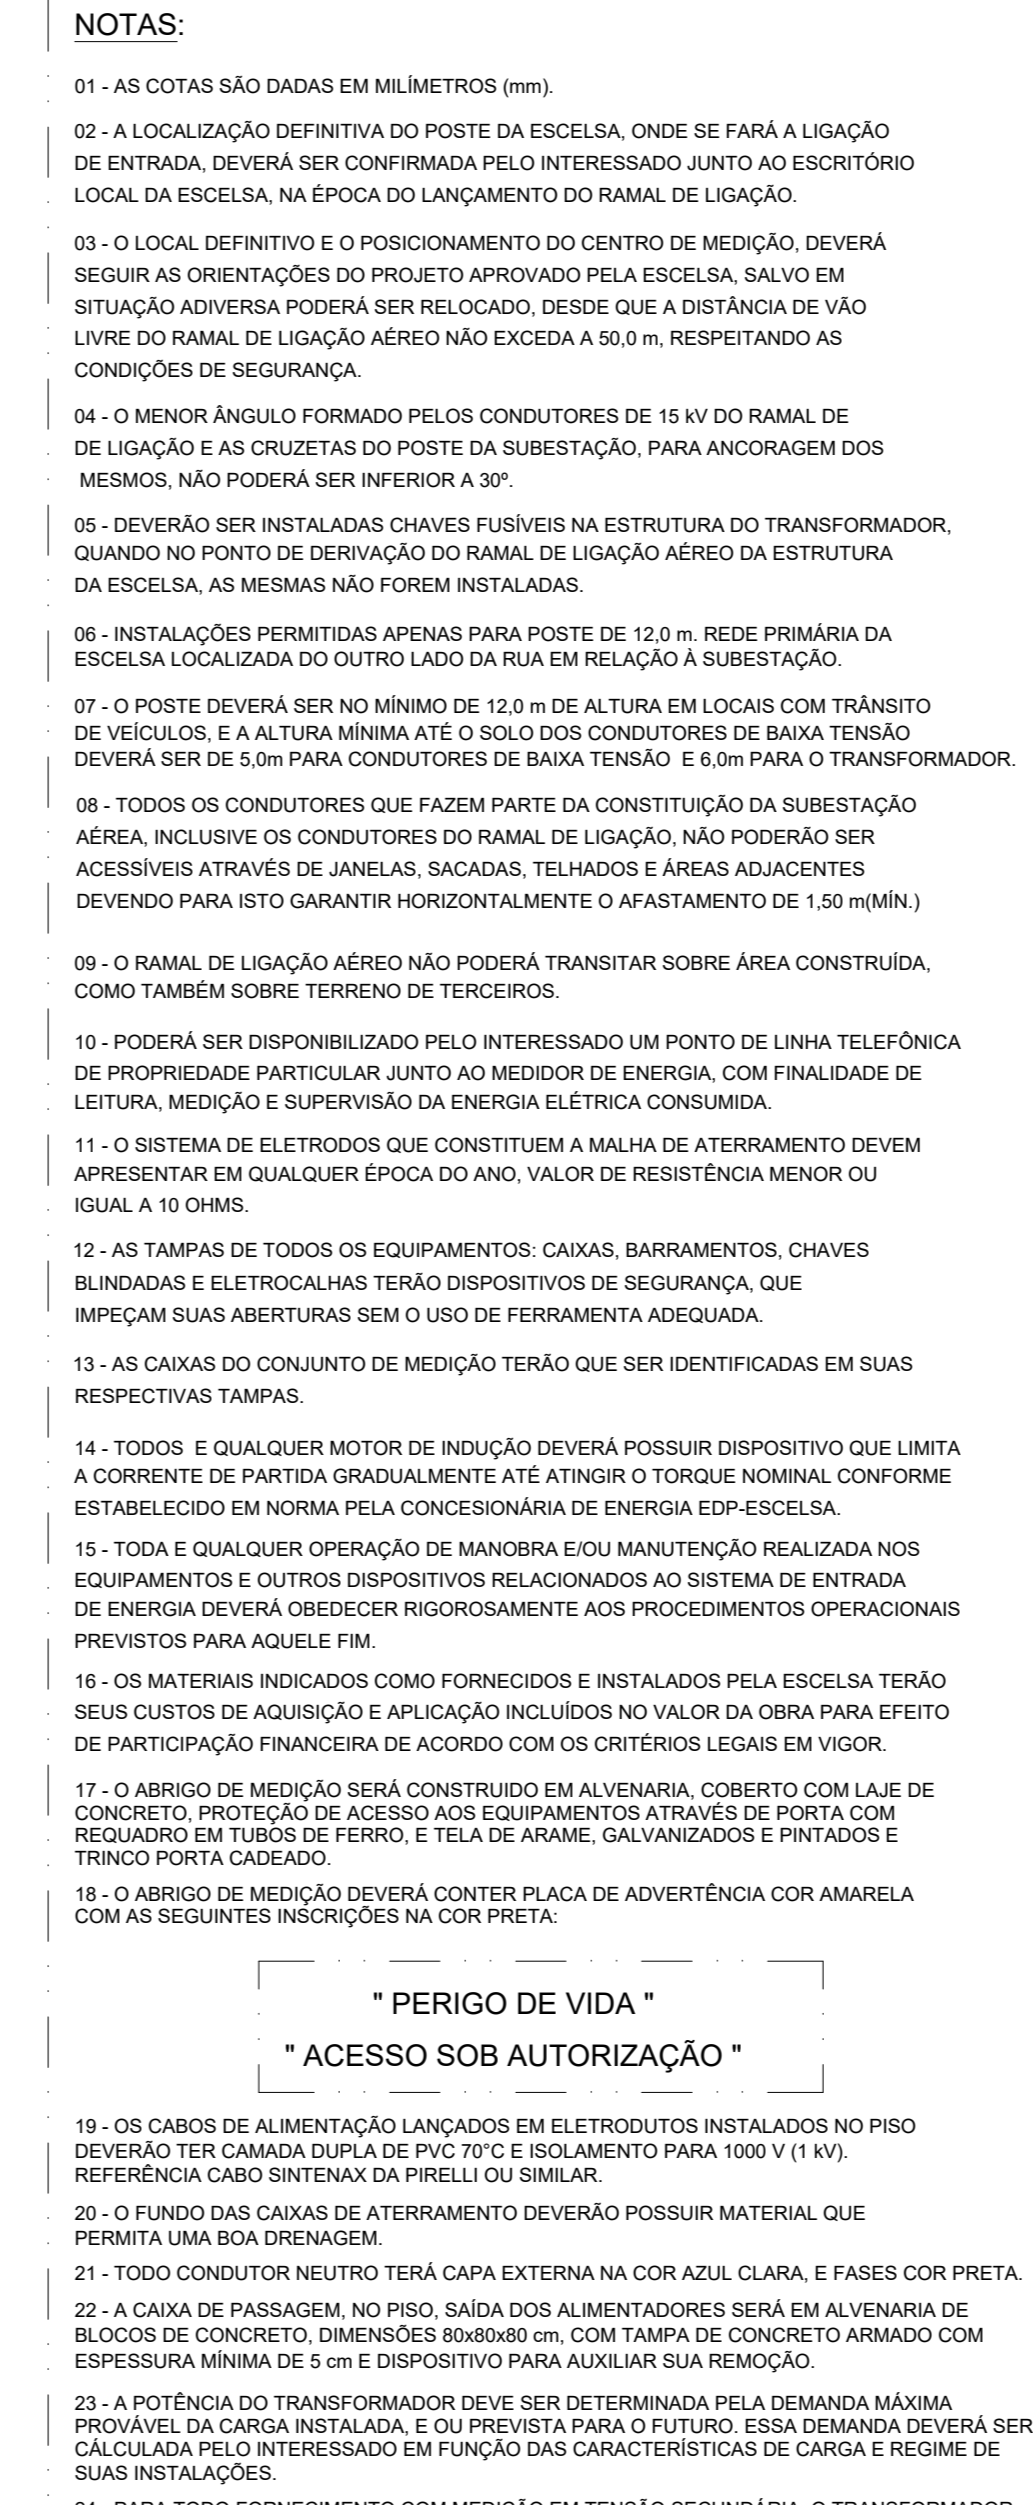 NOTAS:
01 - AS COTAS SÃO DADAS EM MILÍMETROS (mm).
02 - A LOCALIZAÇÃO DEFINITIVA DO POSTE DA ESCELSA, ONDE SE FARÁ A LIGAÇÃO
DE ENTRADA, DEVERÁ SER CONFIRMADA PELO INTERESSADO JUNTO AO ESCRITÓRIO
LOCAL DA ESCELSA, NA ÉPOCA DO LANÇAMENTO DO RAMAL DE LIGAÇÃO.
03 - O LOCAL DEFINITIVO E O POSICIONAMENTO DO CENTRO DE MEDIÇÃO, DEVERÁ
SEGUIR AS ORIENTAÇÕES DO PROJETO APROVADO PELA ESCELSA, SALVO EM
SITUAÇÃO ADIVERSA PODERÁ SER RELOCADO, DESDE QUE A DISTÂNCIA DE VÃO
LIVRE DO RAMAL DE LIGAÇÃO AÉREO NÃO EXCEDA A 50,0 m, RESPEITANDO AS
CONDIÇÕES DE SEGURANÇA.
04 - O MENOR ÂNGULO FORMADO PELOS CONDUTORES DE 15 kV DO RAMAL DE
DE LIGAÇÃO E AS CRUZETAS DO POSTE DA SUBESTAÇÃO, PARA ANCORAGEM DOS
MESMOS, NÃO PODERÁ SER INFERIOR A 30º.
05 - DEVERÃO SER INSTALADAS CHAVES FUSÍVEIS NA ESTRUTURA DO TRANSFORMADOR,
QUANDO NO PONTO DE DERIVAÇÃO DO RAMAL DE LIGAÇÃO AÉREO DA ESTRUTURA
DA ESCELSA, AS MESMAS NÃO FOREM INSTALADAS.
06 - INSTALAÇÕES PERMITIDAS APENAS PARA POSTE DE 12,0 m. REDE PRIMÁRIA DA
ESCELSA LOCALIZADA DO OUTRO LADO DA RUA EM RELAÇÃO À SUBESTAÇÃO.
07 - O POSTE DEVERÁ SER NO MÍNIMO DE 12,0 m DE ALTURA EM LOCAIS COM TRÂNSITO
DE VEÍCULOS, E A ALTURA MÍNIMA ATÉ O SOLO DOS CONDUTORES DE BAIXA TENSÃO
DEVERÁ SER DE 5,0m PARA CONDUTORES DE BAIXA TENSÃO  E 6,0m PARA O TRANSFORMADOR.
08 - TODOS OS CONDUTORES QUE FAZEM PARTE DA CONSTITUIÇÃO DA SUBESTAÇÃO
AÉREA, INCLUSIVE OS CONDUTORES DO RAMAL DE LIGAÇÃO, NÃO PODERÃO SER
ACESSÍVEIS ATRAVÉS DE JANELAS, SACADAS, TELHADOS E ÁREAS ADJACENTES
DEVENDO PARA ISTO GARANTIR HORIZONTALMENTE O AFASTAMENTO DE 1,50 m(MÍN.)
09 - O RAMAL DE LIGAÇÃO AÉREO NÃO PODERÁ TRANSITAR SOBRE ÁREA CONSTRUÍDA,
COMO TAMBÉM SOBRE TERRENO DE TERCEIROS.
10 - PODERÁ SER DISPONIBILIZADO PELO INTERESSADO UM PONTO DE LINHA TELEFÔNICA
DE PROPRIEDADE PARTICULAR JUNTO AO MEDIDOR DE ENERGIA, COM FINALIDADE DE
LEITURA, MEDIÇÃO E SUPERVISÃO DA ENERGIA ELÉTRICA CONSUMIDA.
11 - O SISTEMA DE ELETRODOS QUE CONSTITUEM A MALHA DE ATERRAMENTO DEVEM
APRESENTAR EM QUALQUER ÉPOCA DO ANO, VALOR DE RESISTÊNCIA MENOR OU
IGUAL A 10 OHMS.
12 - AS TAMPAS DE TODOS OS EQUIPAMENTOS: CAIXAS, BARRAMENTOS, CHAVES
BLINDADAS E ELETROCALHAS TERÃO DISPOSITIVOS DE SEGURANÇA, QUE
IMPEÇAM SUAS ABERTURAS SEM O USO DE FERRAMENTA ADEQUADA.
13 - AS CAIXAS DO CONJUNTO DE MEDIÇÃO TERÃO QUE SER IDENTIFICADAS EM SUAS
RESPECTIVAS TAMPAS.
14 - TODOS  E QUALQUER MOTOR DE INDUÇÃO DEVERÁ POSSUIR DISPOSITIVO QUE LIMITA
A CORRENTE DE PARTIDA GRADUALMENTE ATÉ ATINGIR O TORQUE NOMINAL CONFORME
ESTABELECIDO EM NORMA PELA CONCESIONÁRIA DE ENERGIA EDP-ESCELSA.
15 - TODA E QUALQUER OPERAÇÃO DE MANOBRA E/OU MANUTENÇÃO REALIZADA NOS
EQUIPAMENTOS E OUTROS DISPOSITIVOS RELACIONADOS AO SISTEMA DE ENTRADA
DE ENERGIA DEVERÁ OBEDECER RIGOROSAMENTE AOS PROCEDIMENTOS OPERACIONAIS
PREVISTOS PARA AQUELE FIM.
16 - OS MATERIAIS INDICADOS COMO FORNECIDOS E INSTALADOS PELA ESCELSA TERÃO
SEUS CUSTOS DE AQUISIÇÃO E APLICAÇÃO INCLUÍDOS NO VALOR DA OBRA PARA EFEITO
DE PARTICIPAÇÃO FINANCEIRA DE ACORDO COM OS CRITÉRIOS LEGAIS EM VIGOR.
17 - O ABRIGO DE MEDIÇÃO SERÁ CONSTRUIDO EM ALVENARIA, COBERTO COM LAJE DE
CONCRETO, PROTEÇÃO DE ACESSO AOS EQUIPAMENTOS ATRAVÉS DE PORTA COM
REQUADRO EM TUBOS DE FERRO, E TELA DE ARAME, GALVANIZADOS E PINTADOS E
TRINCO PORTA CADEADO.
18 - O ABRIGO DE MEDIÇÃO DEVERÁ CONTER PLACA DE ADVERTÊNCIA COR AMARELA
COM AS SEGUINTES INSCRIÇÕES NA COR PRETA:
" PERIGO DE VIDA "
" ACESSO SOB AUTORIZAÇÃO "
19 - OS CABOS DE ALIMENTAÇÃO LANÇADOS EM ELETRODUTOS INSTALADOS NO PISO
DEVERÃO TER CAMADA DUPLA DE PVC 70°C E ISOLAMENTO PARA 1000 V (1 kV).
REFERÊNCIA CABO SINTENAX DA PIRELLI OU SIMILAR.
20 - O FUNDO DAS CAIXAS DE ATERRAMENTO DEVERÃO POSSUIR MATERIAL QUE
PERMITA UMA BOA DRENAGEM.
21 - TODO CONDUTOR NEUTRO TERÁ CAPA EXTERNA NA COR AZUL CLARA, E FASES COR PRETA.
22 - A CAIXA DE PASSAGEM, NO PISO, SAÍDA DOS ALIMENTADORES SERÁ EM ALVENARIA DE
BLOCOS DE CONCRETO, DIMENSÕES 80x80x80 cm, COM TAMPA DE CONCRETO ARMADO COM
ESPESSURA MÍNIMA DE 5 cm E DISPOSITIVO PARA AUXILIAR SUA REMOÇÃO.
23 - A POTÊNCIA DO TRANSFORMADOR DEVE SER DETERMINADA PELA DEMANDA MÁXIMA
PROVÁVEL DA CARGA INSTALADA, E OU PREVISTA PARA O FUTURO. ESSA DEMANDA DEVERÁ SER
CÁLCULADA PELO INTERESSADO EM FUNÇÃO DAS CARACTERÍSTICAS DE CARGA E REGIME DE
SUAS INSTALAÇÕES.
24 - PARA TODO FORNECIMENTO COM MEDIÇÃO EM TENSÃO SECUNDÁRIA, O TRANSFORMADOR